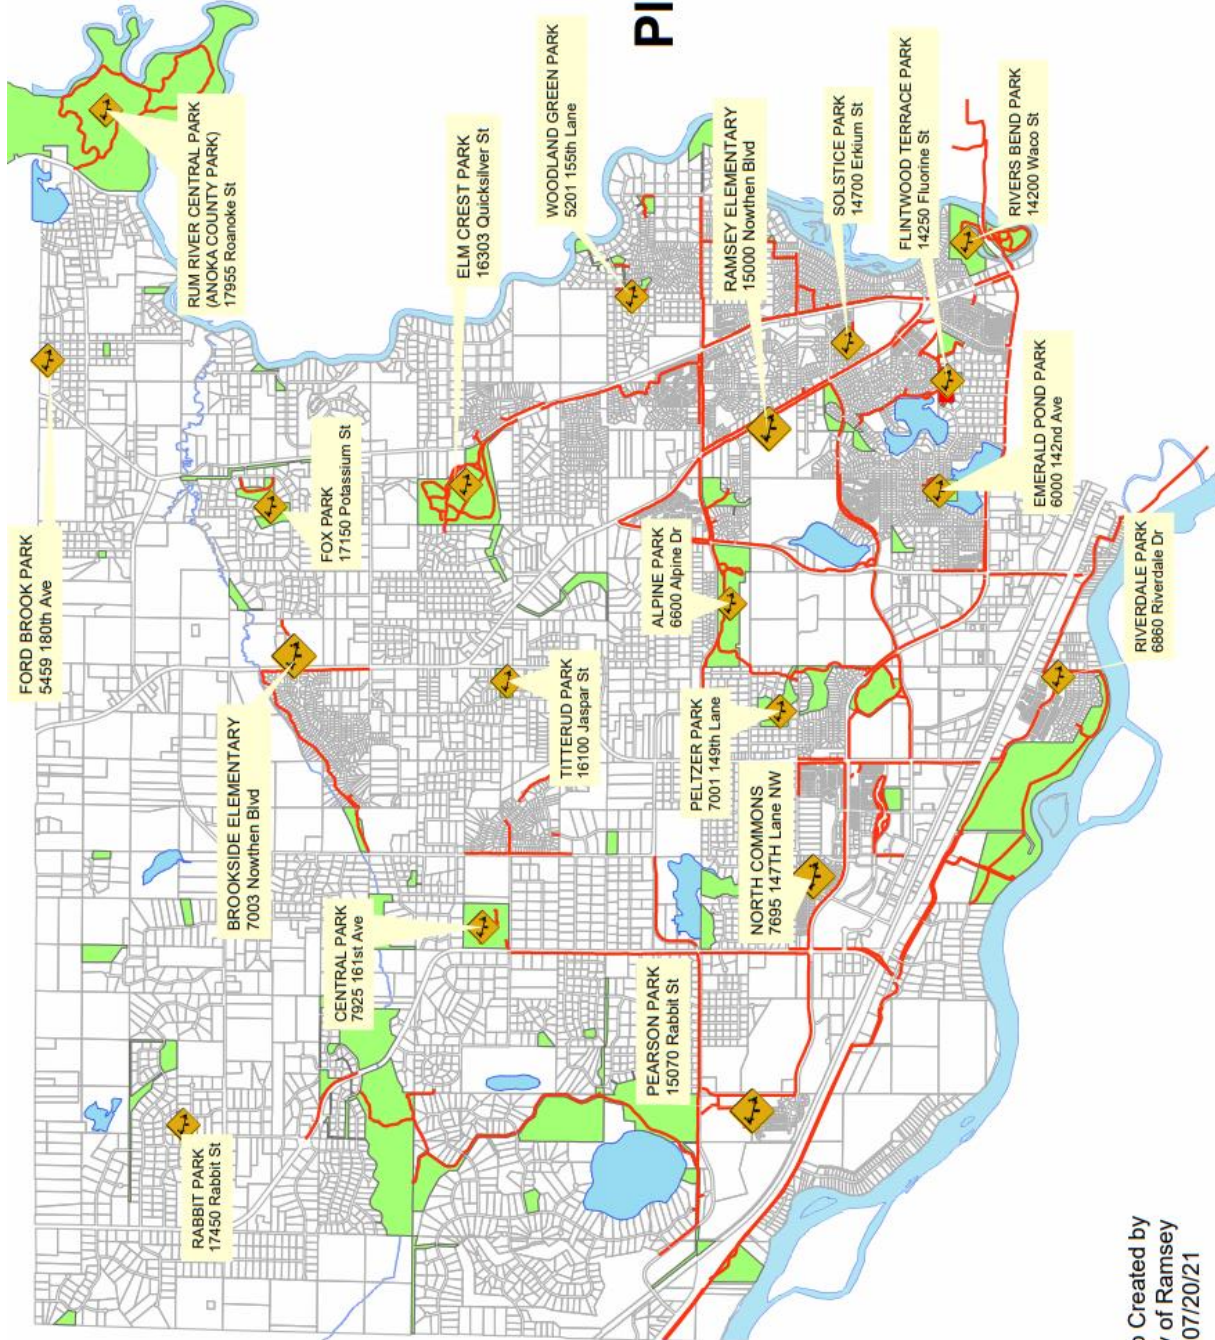 FORD BROOK PARK
5459 180th Ave
RUM RIVER CENTRAL PARK
(ANOKA COUNTY PARK)
17955 Roanoke St
RABBIT PARK
17450 Rabbit St
BROOKSIDE ELEMENTARY
7003 Nowthen Blvd
FOX PARK
17150 Potassium St
CENTRAL PARK
7925 161st Ave
ELM CREST PARK
16303 Quicksilver St
TITTERUD PARK
16100 Jaspar St
WOODLAND GREEN PARK
5201 155th Lane
PEARSON PARK
15070 Rabbit St
ALPINE PARK
6600 Alpine Dr
PELTZER PARK
7001 149th Lane
RAMSEY ELEMENTARY
15000 Nowthen Blvd
NORTH COMMONS
7695 147TH Lane NW
SOLSTICE PARK
14700 Erkium St
FLINTWOOD TERRACE PARK
14250 Fluorine St
RIVERS BEND PARK
14200 Waco St
EMERALD POND PARK
6000 142nd Ave
RIVERDALE PARK
6860 Riverdale Dr
Created by
of Ramsey
07/20/21